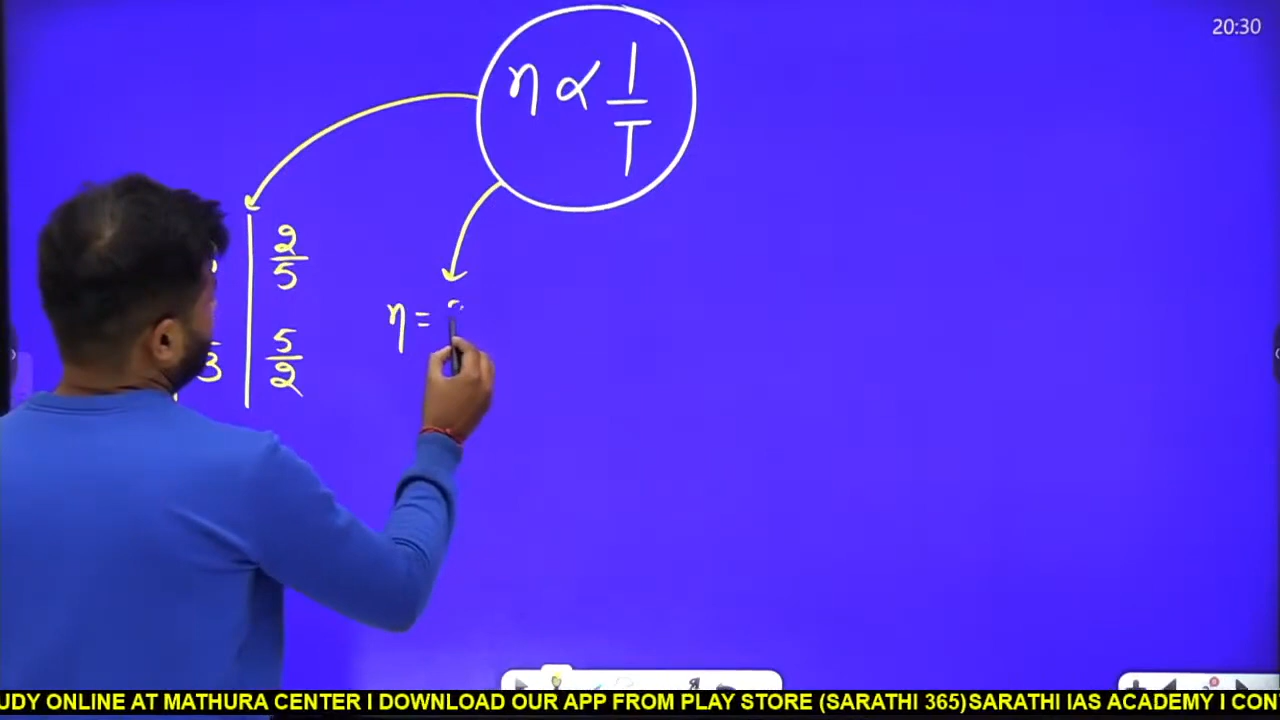 20:30
η ∝ 1/T
2/5
η =
3
5/2
UDY ONLINE AT MATHURA CENTER I DOWNLOAD OUR APP FROM PLAY STORE (SARATHI 365)SARATHI IAS ACADEMY I CON